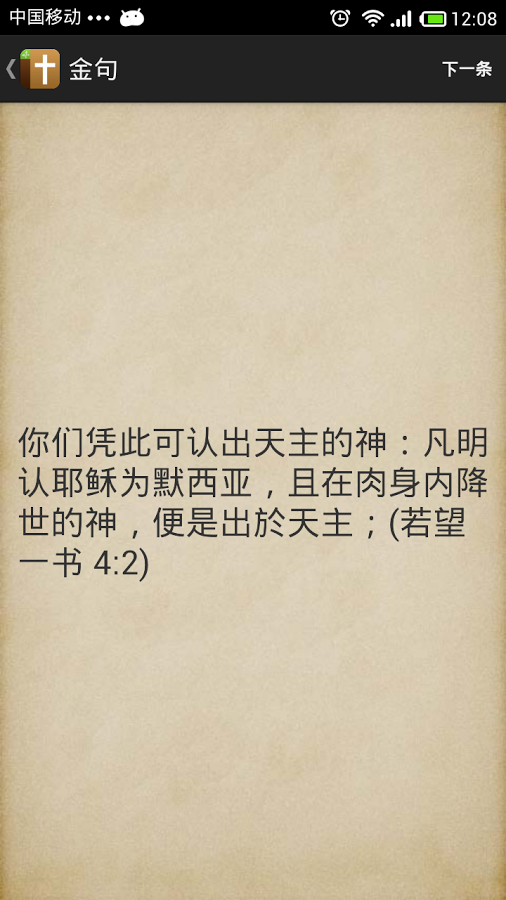 中国移动 ••• 12:08
金句 下一条
你们凭此可认出天主的神：凡明
认耶稣为默西亚，且在肉身内降
世的神，便是出於天主；(若望
一书 4:2)